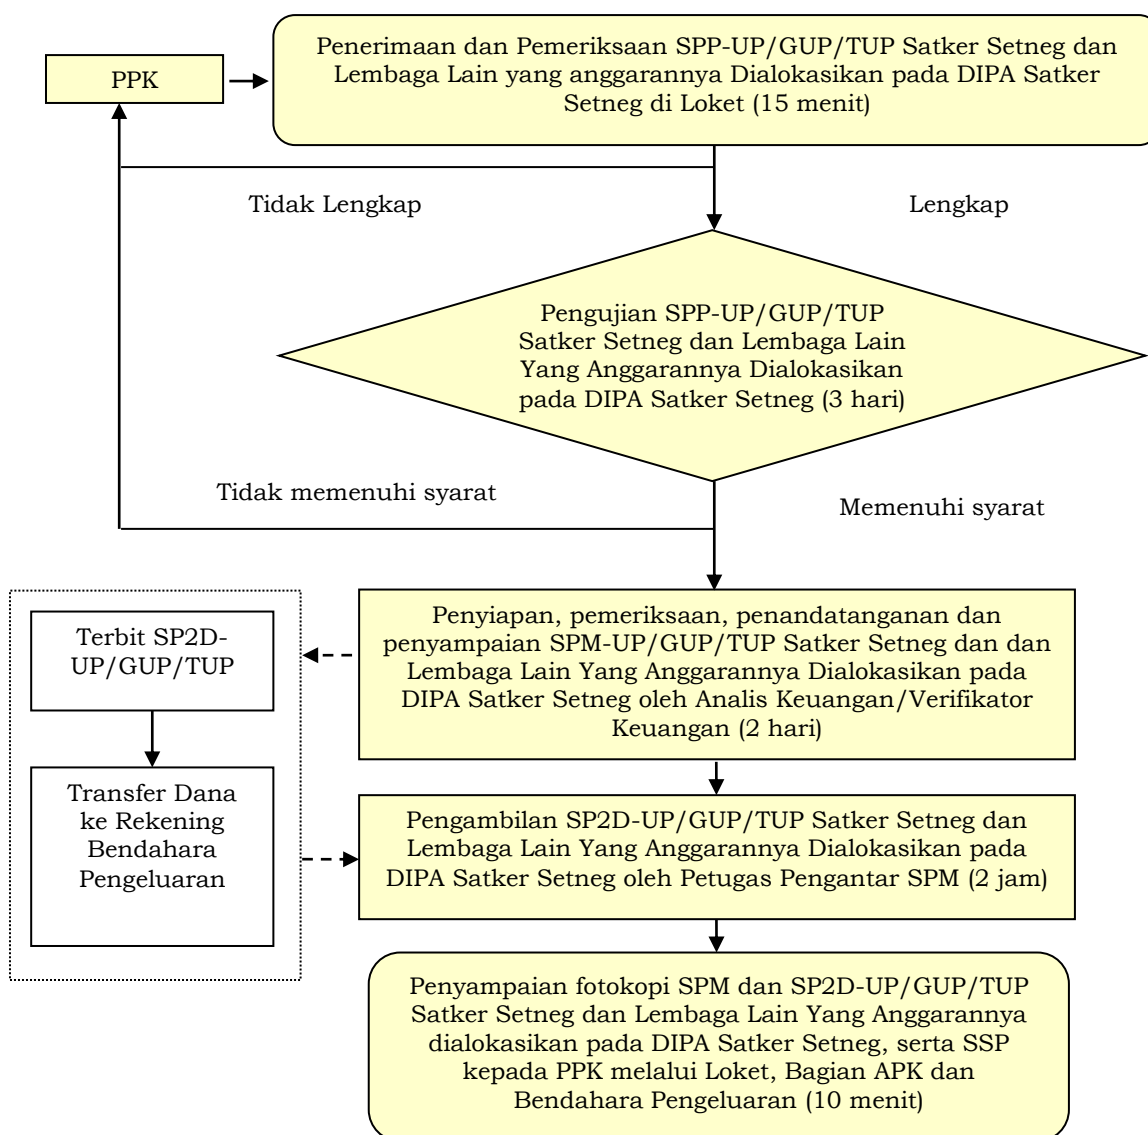 PPK
Penerimaan dan Pemeriksaan SPP-UP/GUP/TUP Satker Setneg dan
Lembaga Lain yang anggarannya Dialokasikan pada DIPA Satker
Setneg di Loket (15 menit)
Tidak Lengkap
Lengkap
Pengujian SPP-UP/GUP/TUP
Satker Setneg dan Lembaga Lain
Yang Anggarannya Dialokasikan
pada DIPA Satker Setneg (3 hari)
Tidak memenuhi syarat
Memenuhi syarat
Penyiapan, pemeriksaan, penandatanganan dan
penyampaian SPM-UP/GUP/TUP Satker Setneg dan dan
Lembaga Lain Yang Anggarannya Dialokasikan pada
DIPA Satker Setneg oleh Analis Keuangan/Verifikator
Keuangan (2 hari)
Terbit SP2D-
UP/GUP/TUP
Transfer Dana
ke Rekening
Bendahara
Pengeluaran
Pengambilan SP2D-UP/GUP/TUP Satker Setneg dan
Lembaga Lain Yang Anggarannya Dialokasikan pada
DIPA Satker Setneg oleh Petugas Pengantar SPM (2 jam)
Penyampaian fotokopi SPM dan SP2D-UP/GUP/TUP
Satker Setneg dan Lembaga Lain Yang Anggarannya
dialokasikan pada DIPA Satker Setneg, serta SSP
kepada PPK melalui Loket, Bagian APK dan
Bendahara Pengeluaran (10 menit)